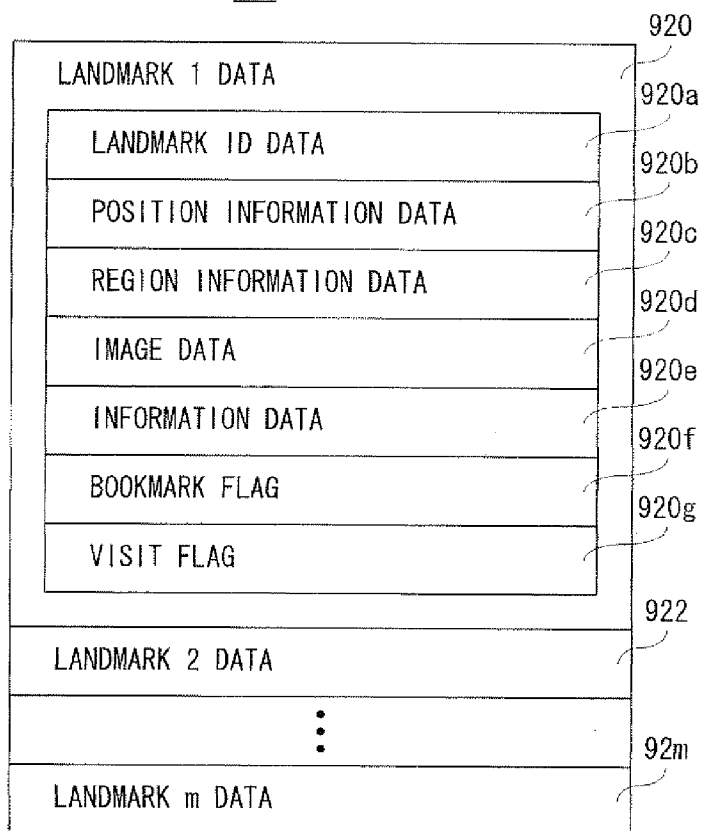 920
LANDMARK 1 DATA
920a
LANDMARK ID DATA
920b
POSITION INFORMATION DATA
920c
REGION INFORMATION DATA
920d
IMAGE DATA
920e
INFORMATION DATA
920f
BOOKMARK FLAG
920g
VISIT FLAG
922
LANDMARK 2 DATA
92m
LANDMARK m DATA